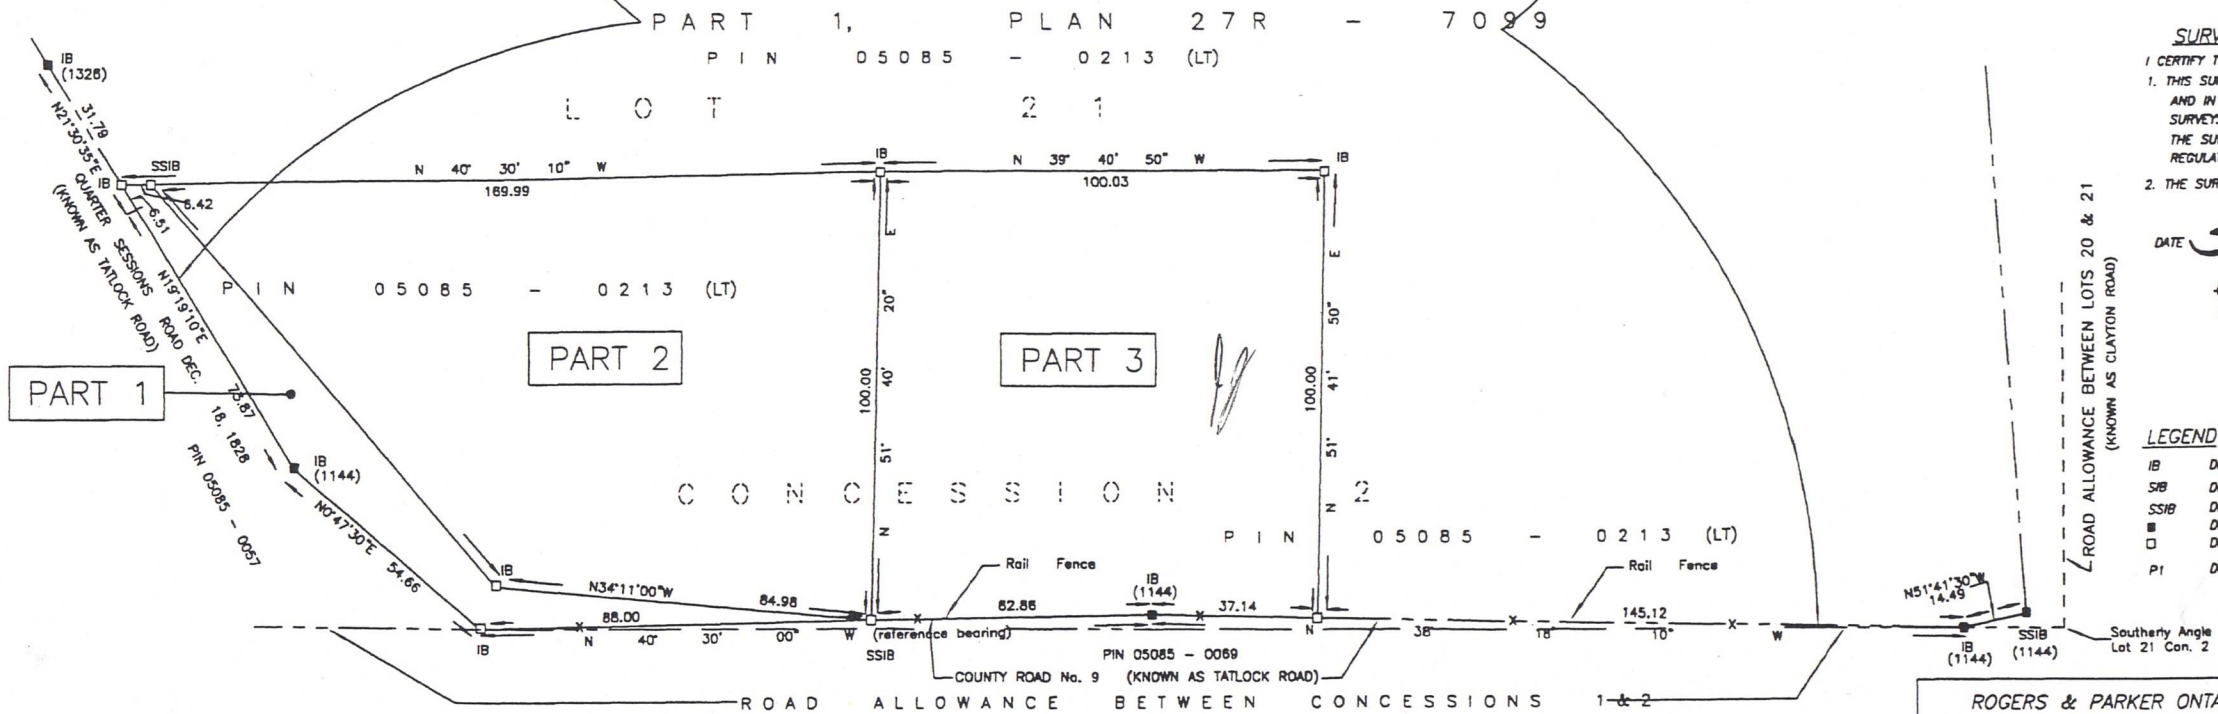 PART 1, PLAN 27R - 7099
PIN 05085 - 0213 (LT)
LOT 21
IB
(1326)
31.79
N21°30'35"E
QUARTER SESSIONS ROAD DEC. 18, 1828
(KNOWN AS TATLOCK ROAD)
SSIB
IB
6.42
6.51
N 40° 30' 10" W
169.99
IB
N 39° 40' 50" W
100.03
IB
N19°19'10"E
73.87
PIN 05085 - 0213 (LT)
N 51' 40' 20" E
100.00
N 51' 41' 50" E
100.00
PART 1
PART 2
PART 3
IB
(1144)
PIN 05085 - 0057
N0°47'30"E
54.66
CONCESSION 2
PIN 05085 - 0213 (LT)
IB
N34°11'00"W
84.98
Rail Fence
62.86
IB
(1144)
37.14
Rail Fence
145.12
88.00
N 40° 30' 00" W (reference bearing)
N 38° 18' 10" W
IB
SSIB
PIN 05085 - 0069
COUNTY ROAD No. 9 (KNOWN AS TATLOCK ROAD)
ROAD ALLOWANCE BETWEEN CONCESSIONS 1 & 2
N51°41'30"W
14.49
IB
(1144)
SSIB
(1144)
Southerly Angle
Lot 21 Con. 2
ROAD ALLOWANCE BETWEEN LOTS 20 & 21
(KNOWN AS CLAYTON ROAD)
SURV
I CERTIFY T
1. THIS SU
AND IN
SURVEYS
THE SU
REGULA
2. THE SUR
DATE
LEGEND
IB D
SIB D
SSIB D
■ D
□ D
P1 D
ROGERS & PARKER ONTA